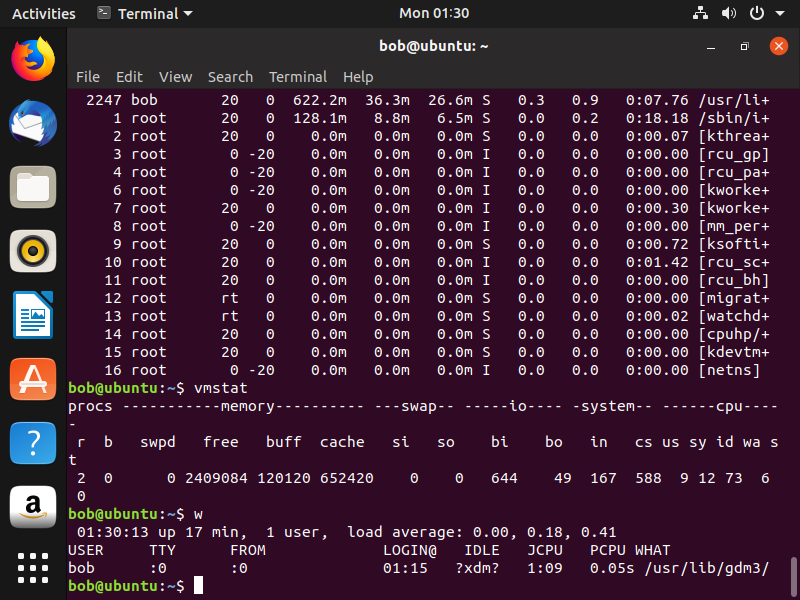 Activities Terminal Mon 01:30
bob@ubuntu: ~
File Edit View Search Terminal Help
2247 bob 20 0 622.2m 36.3m 26.6m S 0.3 0.9 0:07.76 /usr/li+
1 root 20 0 128.1m 8.8m 6.5m S 0.0 0.2 0:18.18 /sbin/i+
2 root 20 0 0.0m 0.0m 0.0m S 0.0 0.0 0:00.07 [kthrea+
3 root 0 -20 0.0m 0.0m 0.0m I 0.0 0.0 0:00.00 [rcu_gp]
4 root 0 -20 0.0m 0.0m 0.0m I 0.0 0.0 0:00.00 [rcu_pa+
6 root 0 -20 0.0m 0.0m 0.0m I 0.0 0.0 0:00.00 [kworke+
7 root 20 0 0.0m 0.0m 0.0m I 0.0 0.0 0:00.30 [kworke+
8 root 0 -20 0.0m 0.0m 0.0m I 0.0 0.0 0:00.00 [mm_per+
9 root 20 0 0.0m 0.0m 0.0m S 0.0 0.0 0:00.72 [ksofti+
10 root 20 0 0.0m 0.0m 0.0m I 0.0 0.0 0:01.42 [rcu_sc+
11 root 20 0 0.0m 0.0m 0.0m I 0.0 0.0 0:00.00 [rcu_bh]
12 root rt 0 0.0m 0.0m 0.0m S 0.0 0.0 0:00.00 [migrat+
13 root rt 0 0.0m 0.0m 0.0m S 0.0 0.0 0:00.02 [watchd+
14 root 20 0 0.0m 0.0m 0.0m S 0.0 0.0 0:00.00 [cpuhp/+
15 root 20 0 0.0m 0.0m 0.0m S 0.0 0.0 0:00.00 [kdevtm+
16 root 0 -20 0.0m 0.0m 0.0m I 0.0 0.0 0:00.00 [netns]
bob@ubuntu:~$ vmstat
procs -----------memory---------- ---swap-- -----io---- -system-- ------cpu----
-
r b swpd free buff cache si so bi bo in cs us sy id wa s
t
2 0 0 2409084 120120 652420 0 0 644 49 167 588 9 12 73 6
0
bob@ubuntu:~$ w
01:30:13 up 17 min, 1 user, load average: 0.00, 0.18, 0.41
USER TTY FROM LOGIN@ IDLE JCPU PCPU WHAT
bob :0 :0 01:15 ?xdm? 1:09 0.05s /usr/lib/gdm3/
bob@ubuntu:~$
?
a